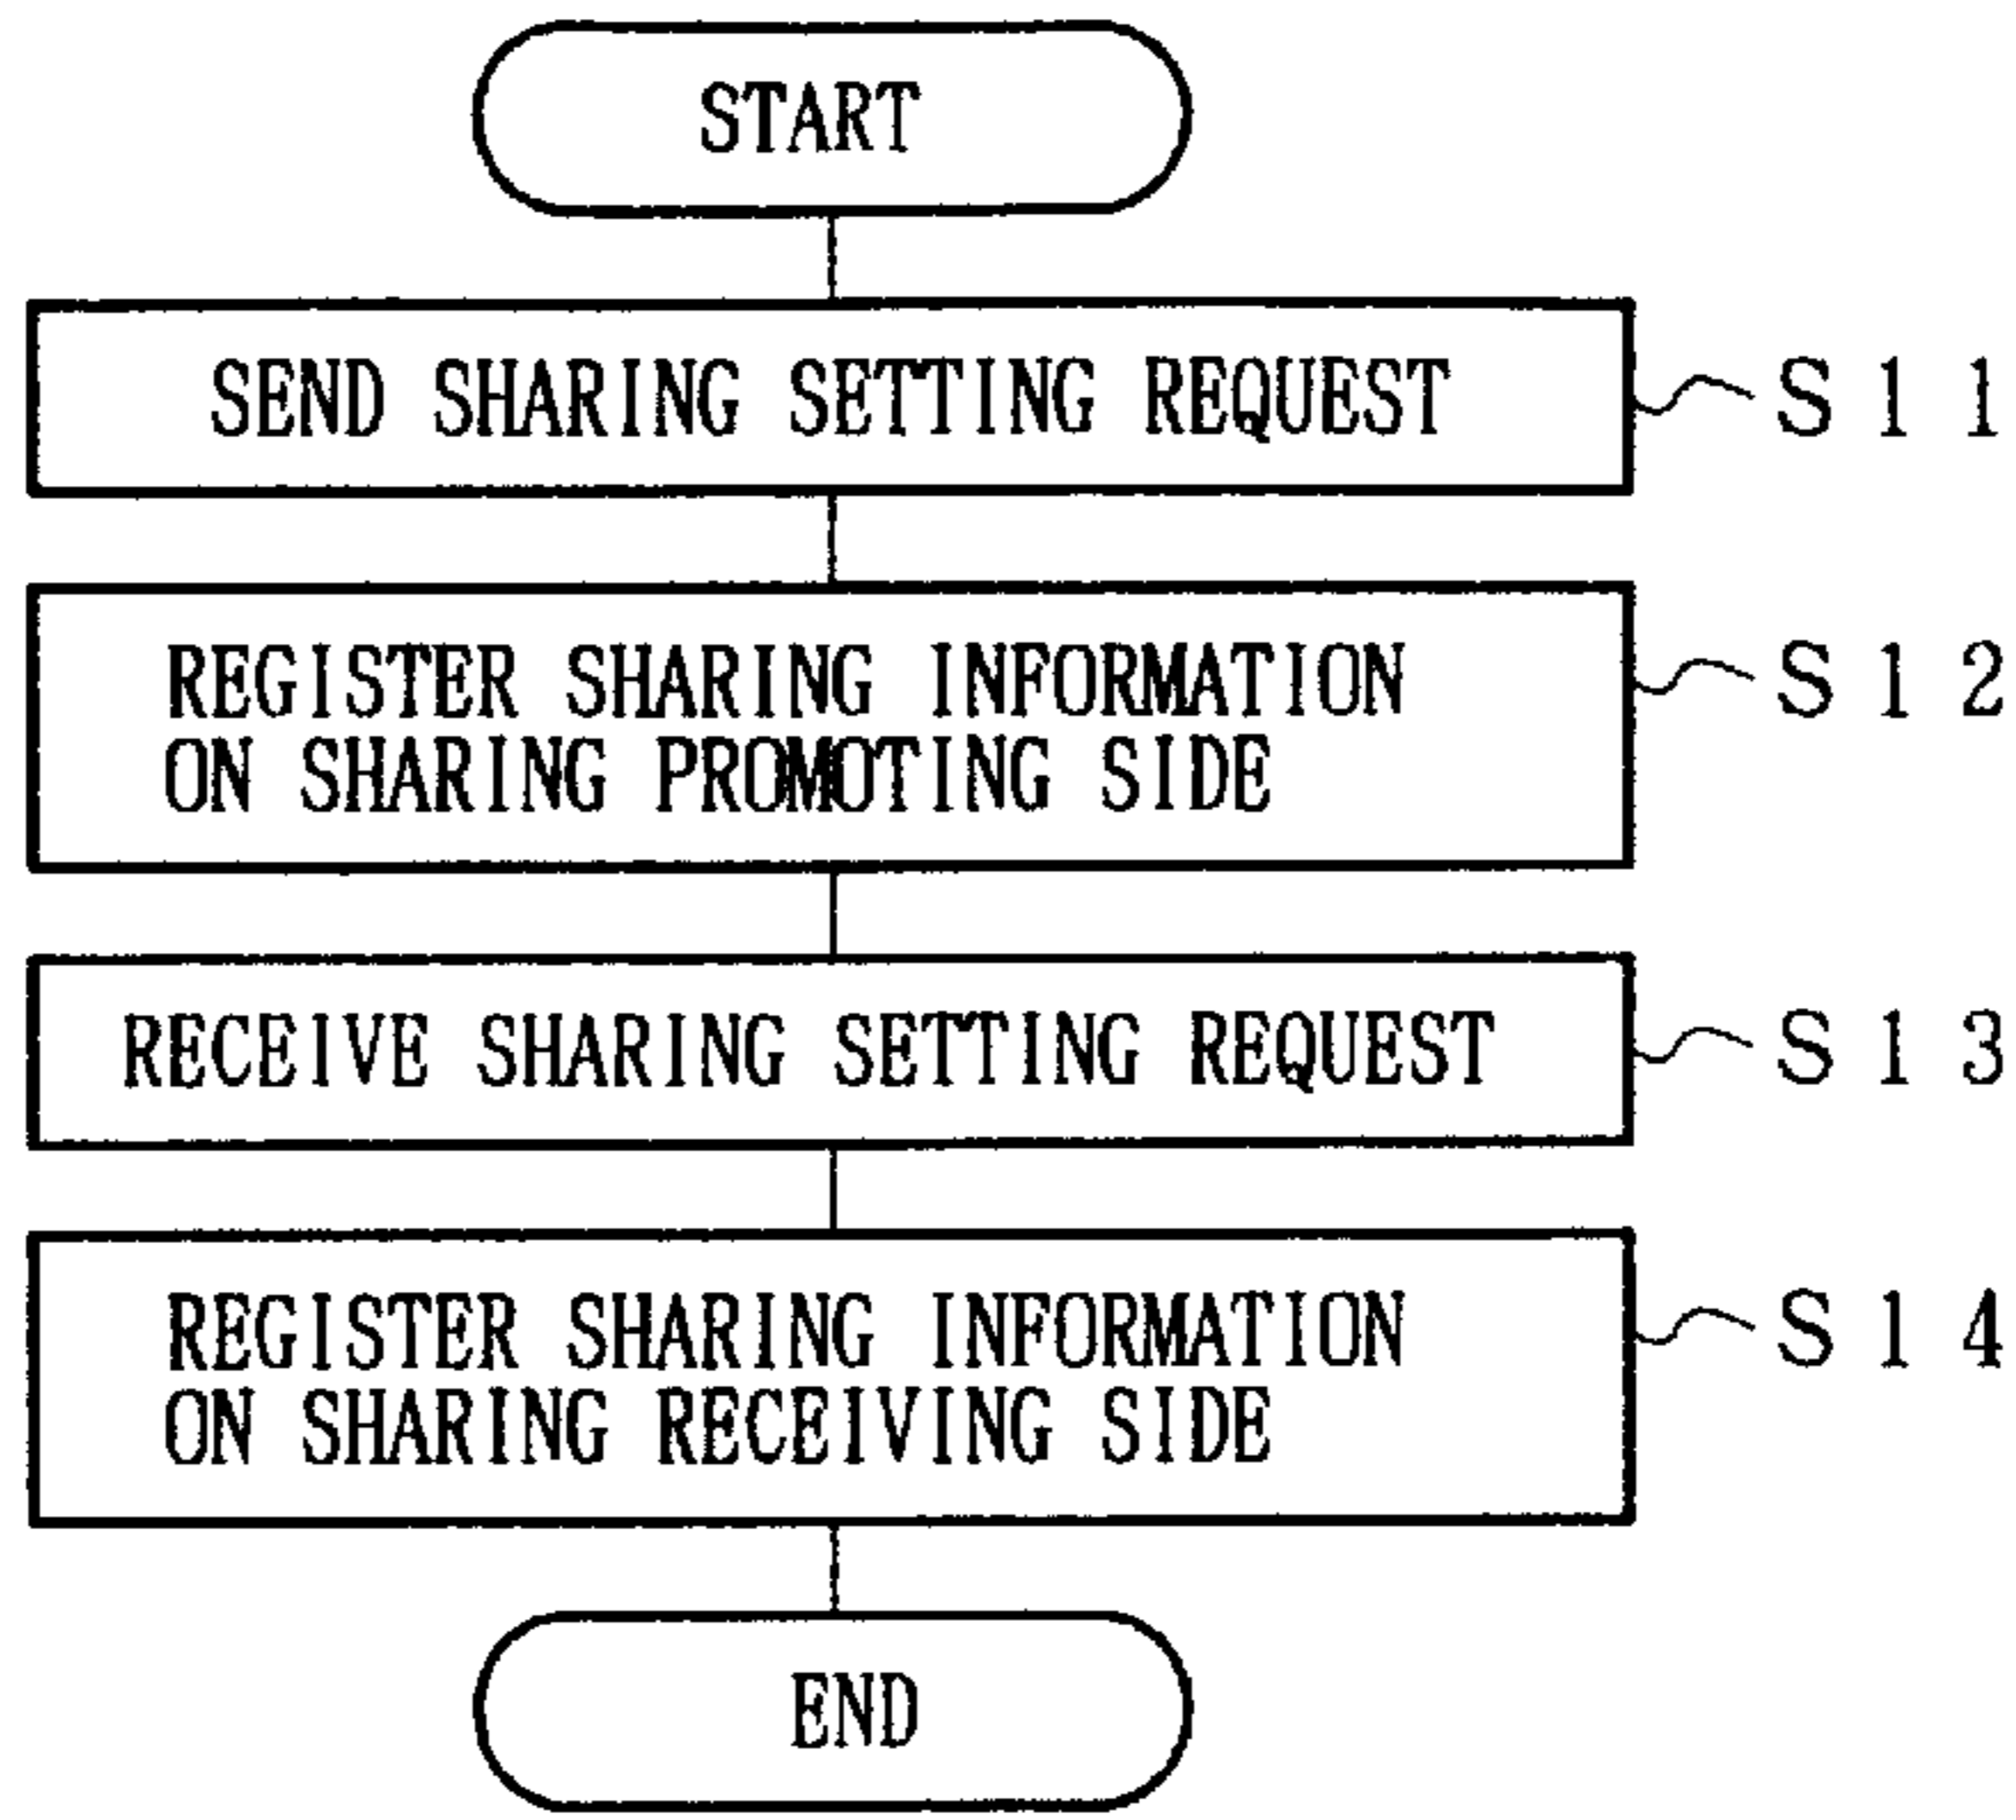 START
SEND SHARING SETTING REQUEST
S11
REGISTER SHARING INFORMATION
ON SHARING PROMOTING SIDE
S12
RECEIVE SHARING SETTING REQUEST
S13
REGISTER SHARING INFORMATION
ON SHARING RECEIVING SIDE
S14
END